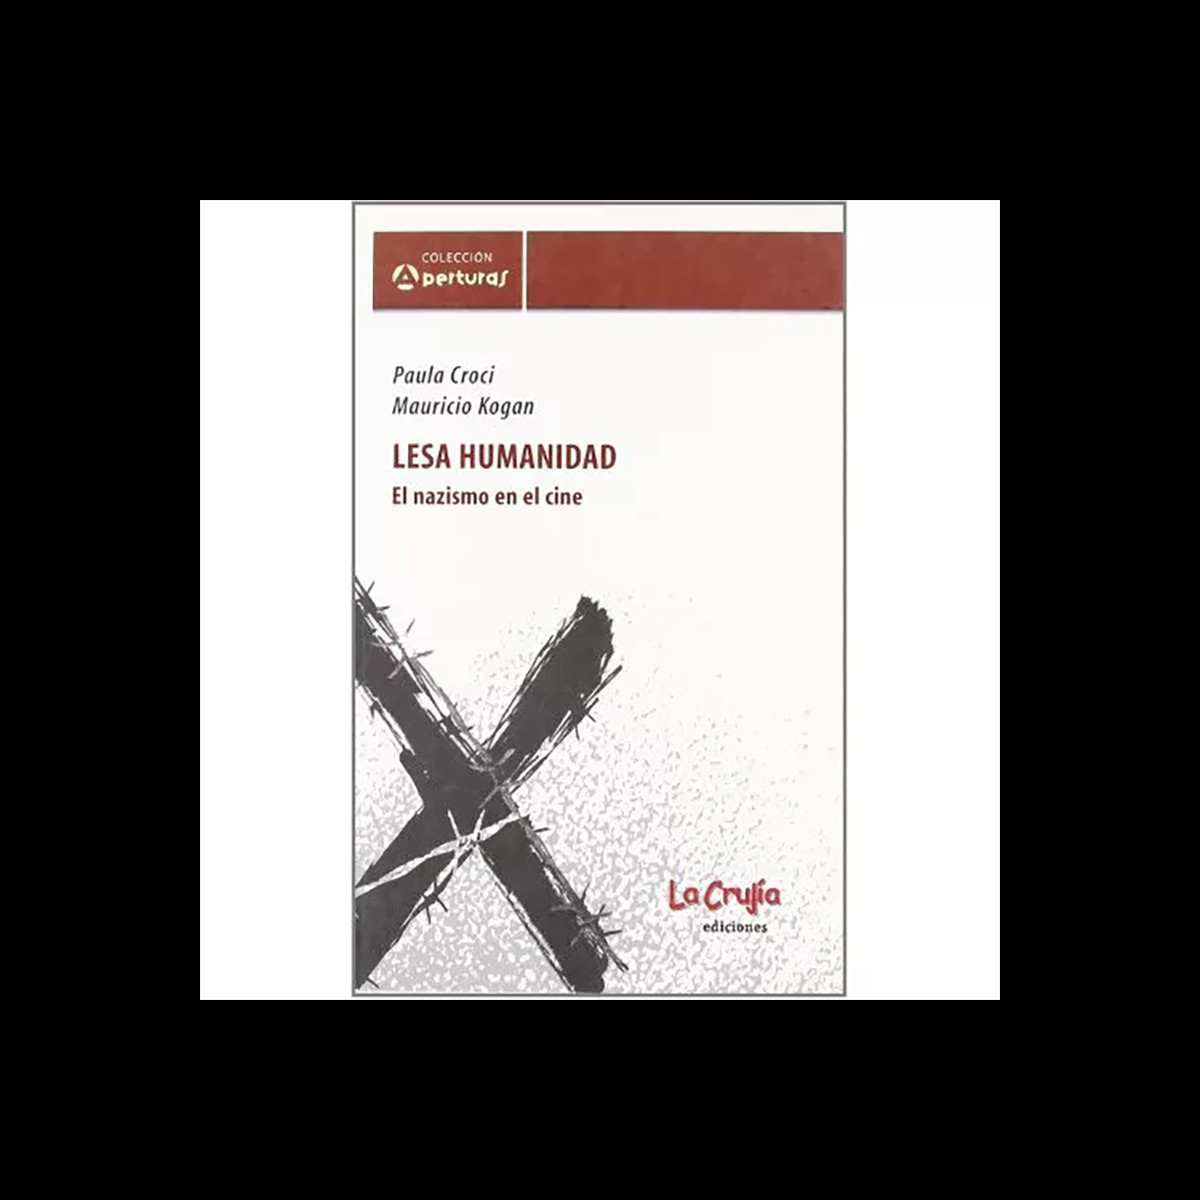 COLECCIÓN
Aperturas
Paula Croci
Mauricio Kogan
LESA HUMANIDAD
El nazismo en el cine
La Crujía
ediciones